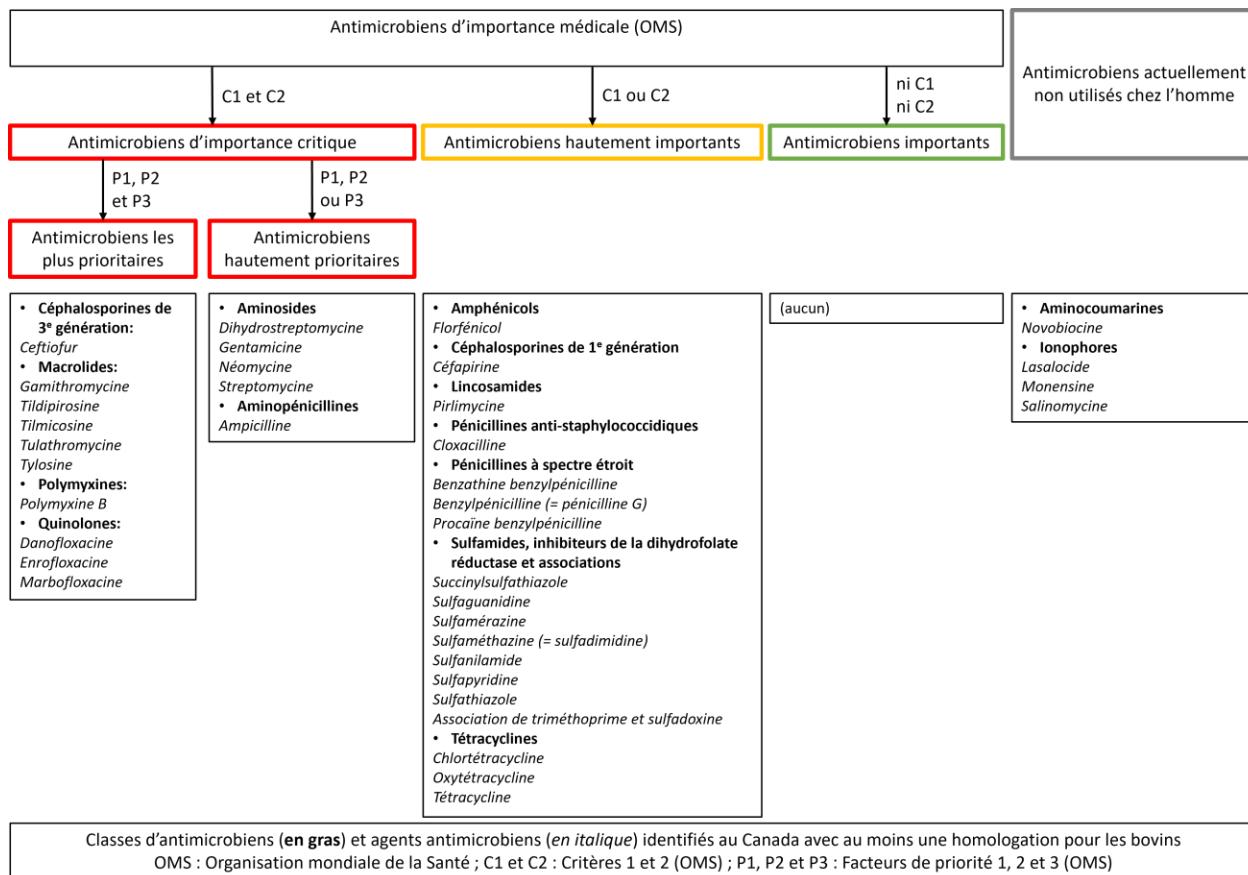 Antimicrobiens d'importance médicale (OMS)
Antimicrobiens actuellement
non utilisés chez l'homme
C1 et C2
C1 ou C2
ni C1
ni C2
Antimicrobiens d'importance critique
Antimicrobiens hautement importants
Antimicrobiens importants
P1, P2
et P3
P1, P2
ou P3
Antimicrobiens les
plus prioritaires
Antimicrobiens
hautement prioritaires
• Céphalosporines de
3e génération:
Ceftiofur
• Macrolides:
Gamithromycine
Tildipirosine
Tilmicosine
Tulathromycine
Tylosine
• Polymyxines:
Polymyxine B
• Quinolones:
Danofloxacine
Enrofloxacine
Marbofloxacine
• Aminosides
Dihydrostreptomycine
Gentamicine
Néomycine
Streptomycine
• Aminopénicillines
Ampicilline
• Amphénicols
Florfénicol
• Céphalosporines de 1e génération
Céfapirine
• Lincosamides
Pirlimycine
• Pénicillines anti-staphylococcidiques
Cloxacilline
• Pénicillines à spectre étroit
Benzathine benzylpénicilline
Benzylpénicilline (= pénicilline G)
Procaïne benzylpénicilline
• Sulfamides, inhibiteurs de la dihydrofolate
réductase et associations
Succinylsulfathiazole
Sulfaguanidine
Sulfamérazine
Sulfaméthazine (= sulfadimidine)
Sulfanilamide
Sulfapyridine
Sulfathiazole
Association de triméthoprime et sulfadoxine
• Tétracyclines
Chlortétracycline
Oxytétracycline
Tétracycline
(aucun)
• Aminocoumarines
Novobiocine
• Ionophores
Lasalocide
Monensine
Salinomycine
Classes d'antimicrobiens (en gras) et agents antimicrobiens (en italique) identifiés au Canada avec au moins une homologation pour les bovins
OMS : Organisation mondiale de la Santé ; C1 et C2 : Critères 1 et 2 (OMS) ; P1, P2 et P3 : Facteurs de priorité 1, 2 et 3 (OMS)